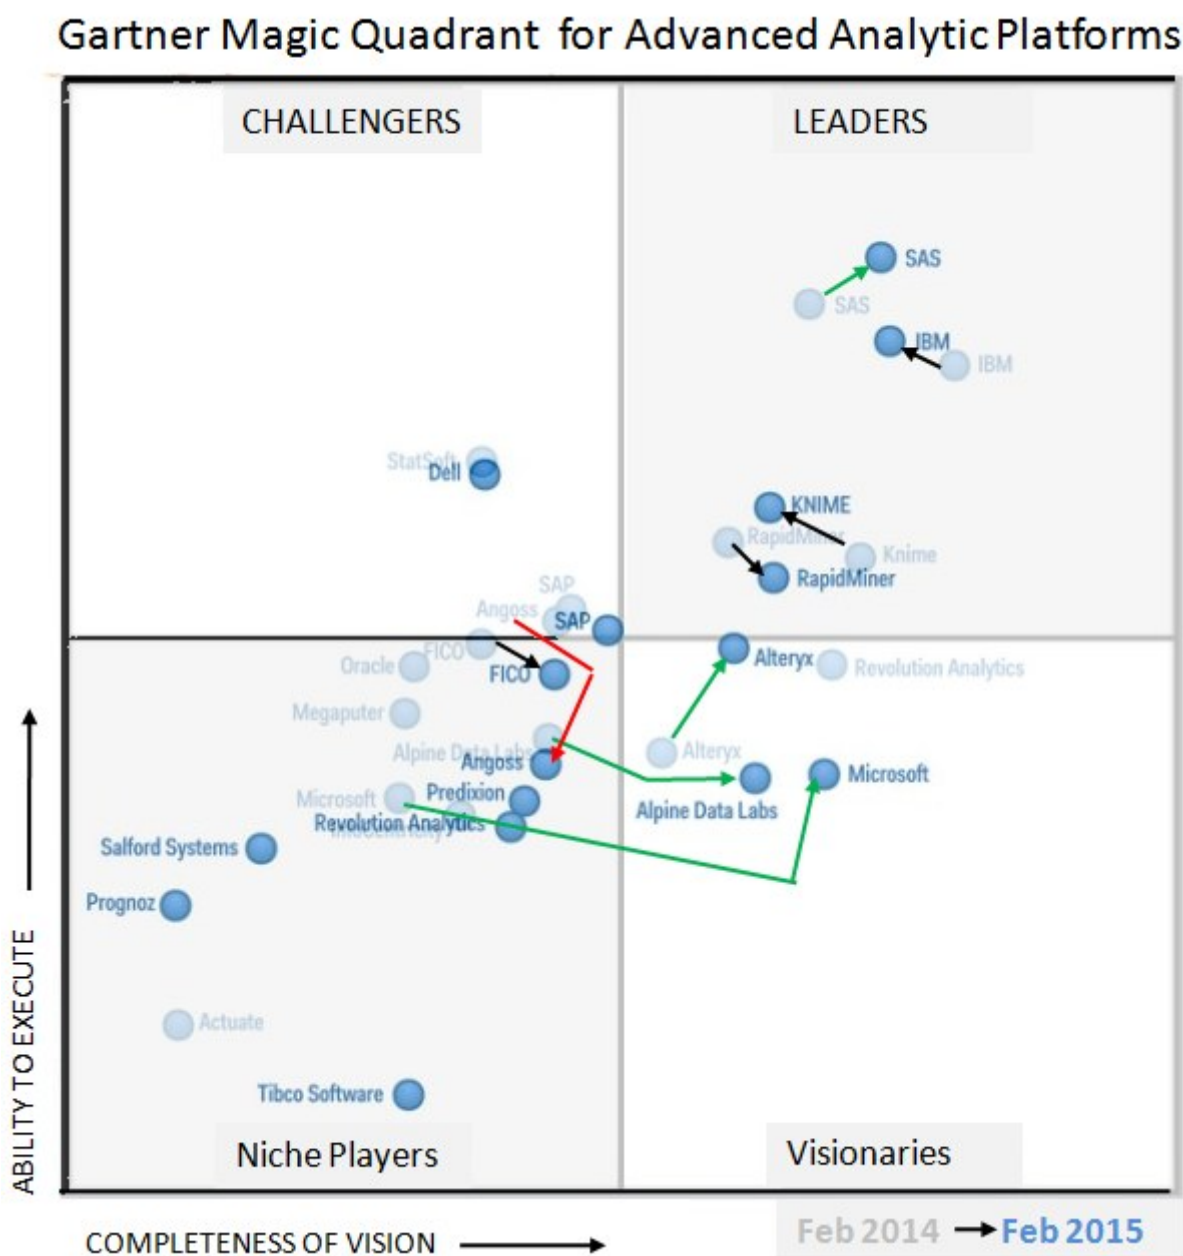 Gartner Magic Quadrant for Advanced Analytic Platforms
CHALLENGERS
LEADERS
SAS
SAS
IBM
IBM
StatSoft
Dell
KNIME
RapidMiner
Knime
RapidMiner
SAP
Angoss
SAP
FICO
Oracle
FICO
Alteryx
Revolution Analytics
Megaputer
Alpine Data Labs
Angoss
Alteryx
Microsoft
Microsoft
Predixion
Alpine Data Labs
Revolution Analytics
Salford Systems
Prognoz
Actuate
Tibco Software
Niche Players
Visionaries
ABILITY TO EXECUTE
COMPLETENESS OF VISION
Feb 2014 Feb 2015